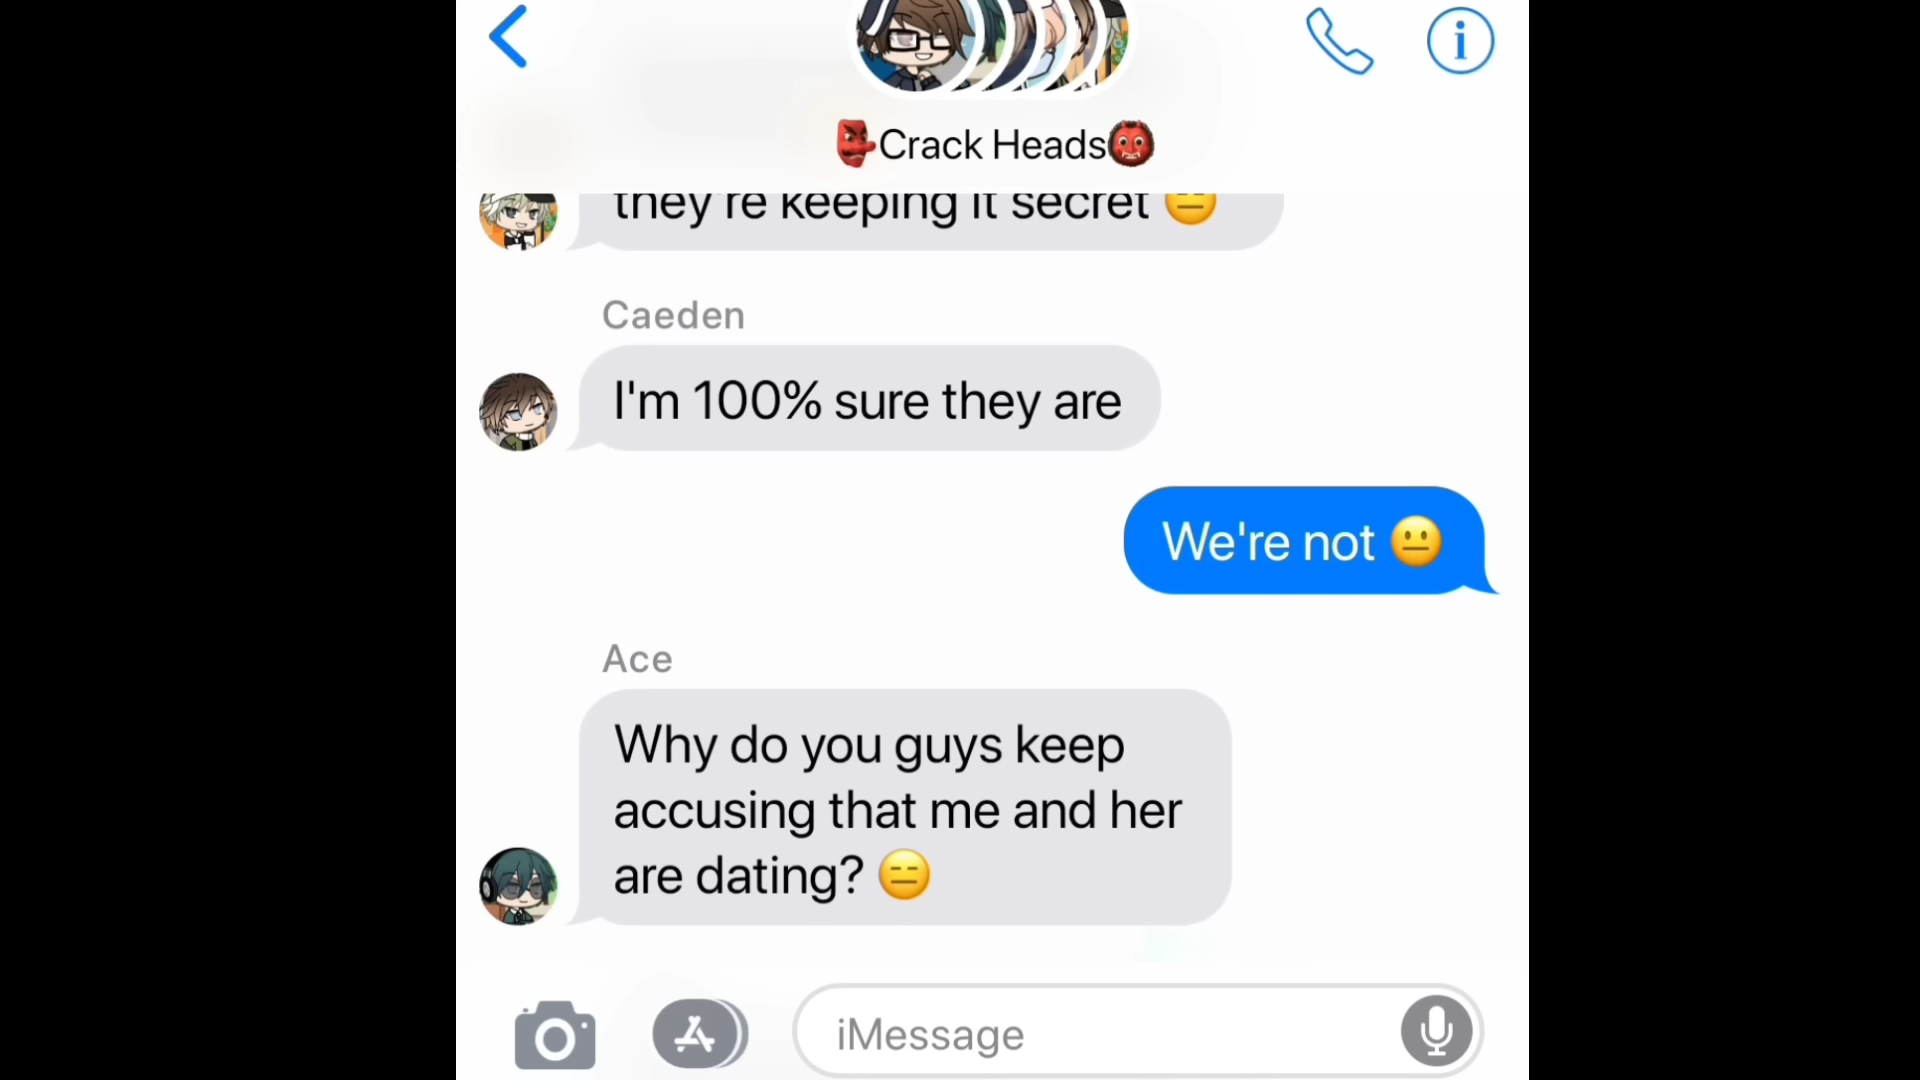 👺Crack Heads👹
they're keeping it secret 😑
Caeden
I'm 100% sure they are
We're not 😐
Ace
Why do you guys keep
accusing that me and her
are dating? 😑
iMessage